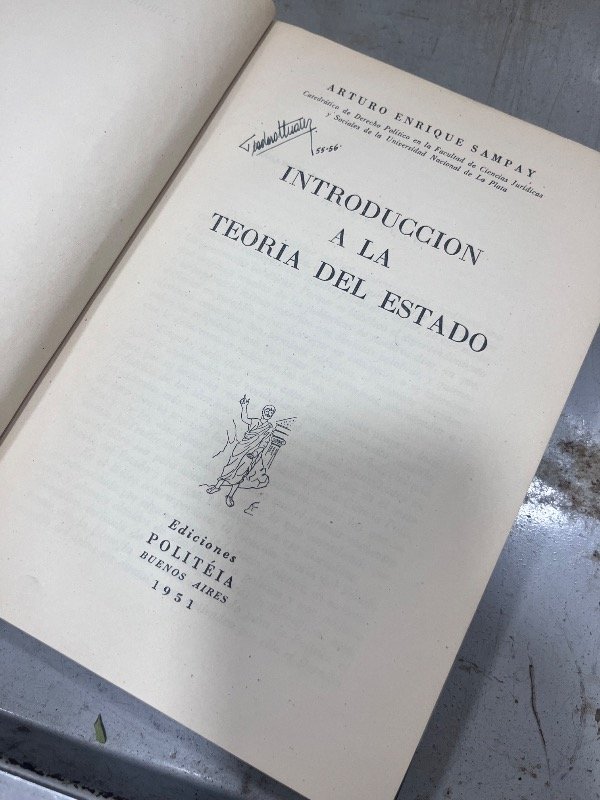 ARTURO ENRIQUE SAMPAY
Catedrático de Derecho Político en la Facultad de Ciencias Jurídicas
y Sociales de la Universidad Nacional de La Plata
55-56
INTRODUCCION
A LA
TEORIA DEL ESTADO
Ediciones
POLITÉIA
BUENOS AIRES
1951